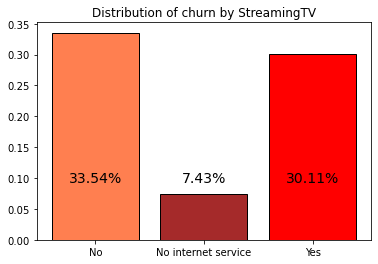 Distribution of churn by StreamingTV
0.35
0.30
0.25
0.20
0.15
0.10
0.05
0.00
33.54% 7.43% 30.11%
No No internet service Yes